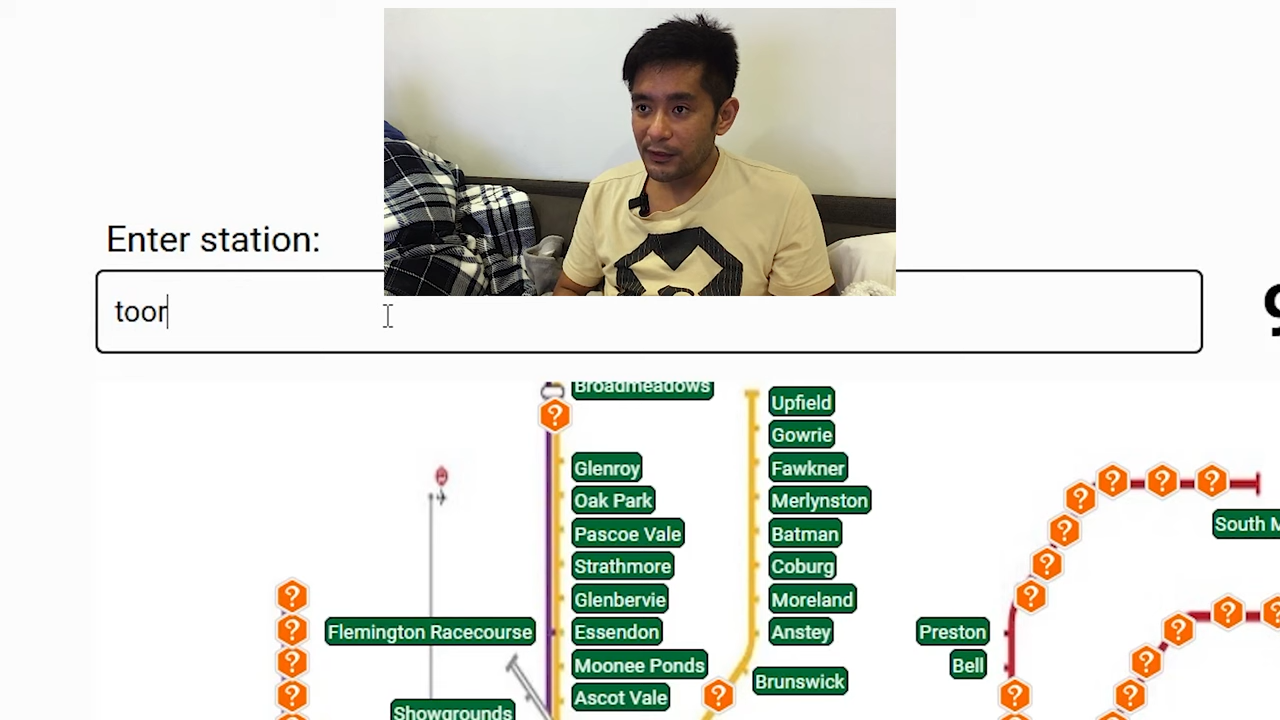 Enter station:
toor
Broadmeadows
Upfield
Gowrie
Glenroy
Fawkner
Oak Park
Merlynston
South M
Pascoe Vale
Batman
Strathmore
Coburg
Glenbervie
Moreland
Flemington Racecourse
Essendon
Anstey
Preston
Moonee Ponds
Bell
Brunswick
Ascot Vale
Showgrounds